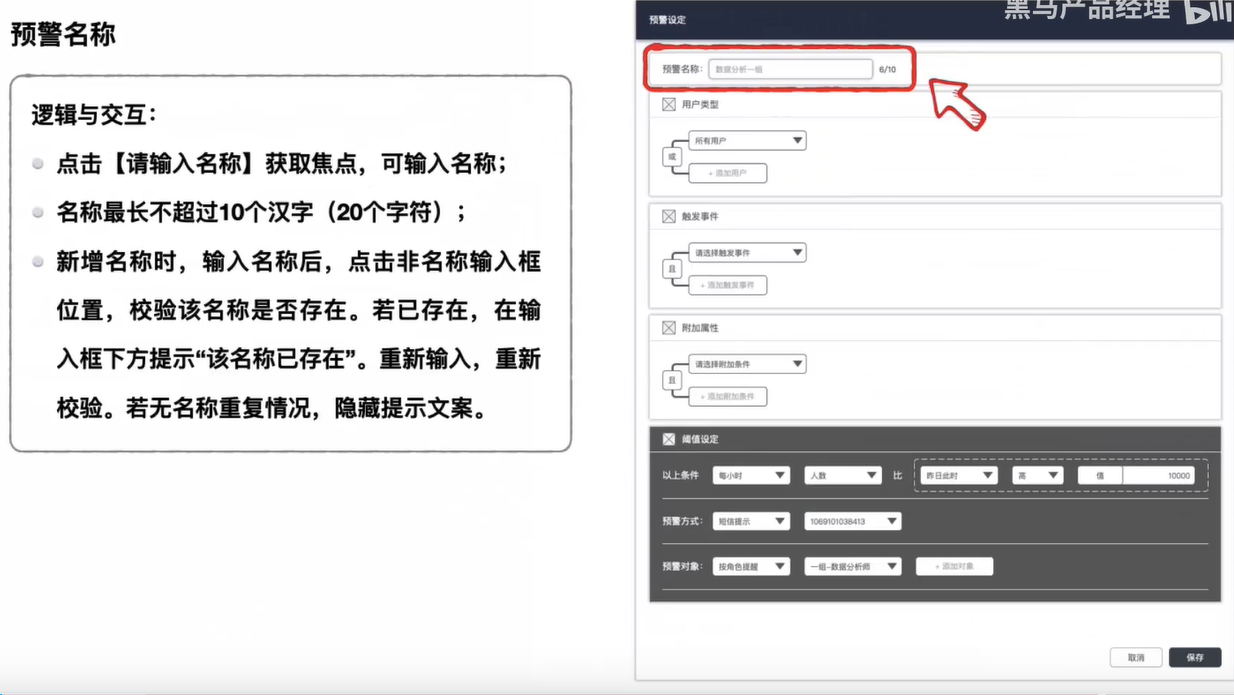 预警名称
逻辑与交互：
点击【请输入名称】获取焦点，可输入名称；
名称最长不超过10个汉字（20个字符）；
新增名称时，输入名称后，点击非名称输入框
位置，校验该名称是否存在。若已存在，在输
入框下方提示“该名称已存在”。重新输入，重新
校验。若无名称重复情况，隐藏提示文案。
黑马产品经理 bili
预警设定
预警名称： 数据分析一组 6/10
用户类型
所有用户
或
+ 添加用户
触发事件
请选择触发事件
且
+ 添加触发事件
附加属性
请选择附加条件
且
+ 添加附加条件
阈值设定
以上条件 每小时 人数 比 昨日此时 高 值 10000
预警方式： 短信提示 1069101038413
预警对象： 按角色提醒 一组-数据分析师 + 添加对象
取消 保存